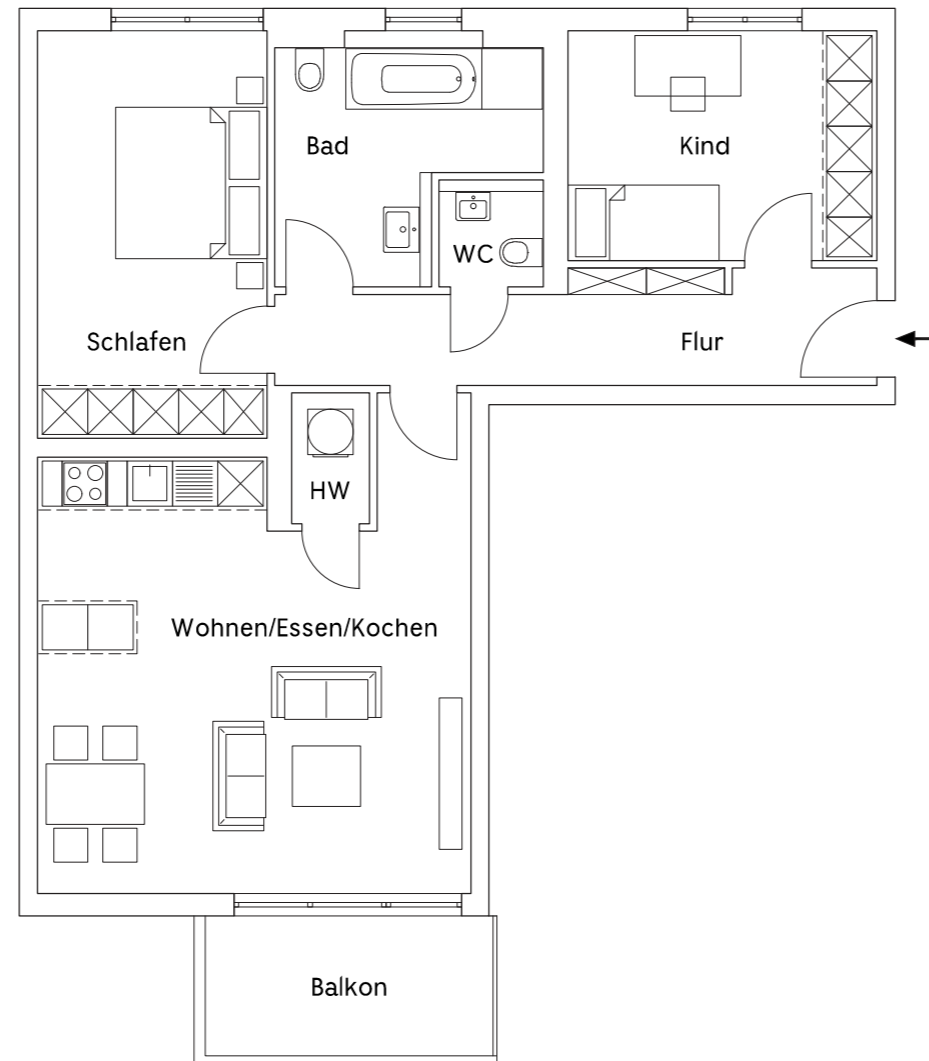 Bad
Kind
WC
Schlafen
Flur
HW
Wohnen/Essen/Kochen
Balkon